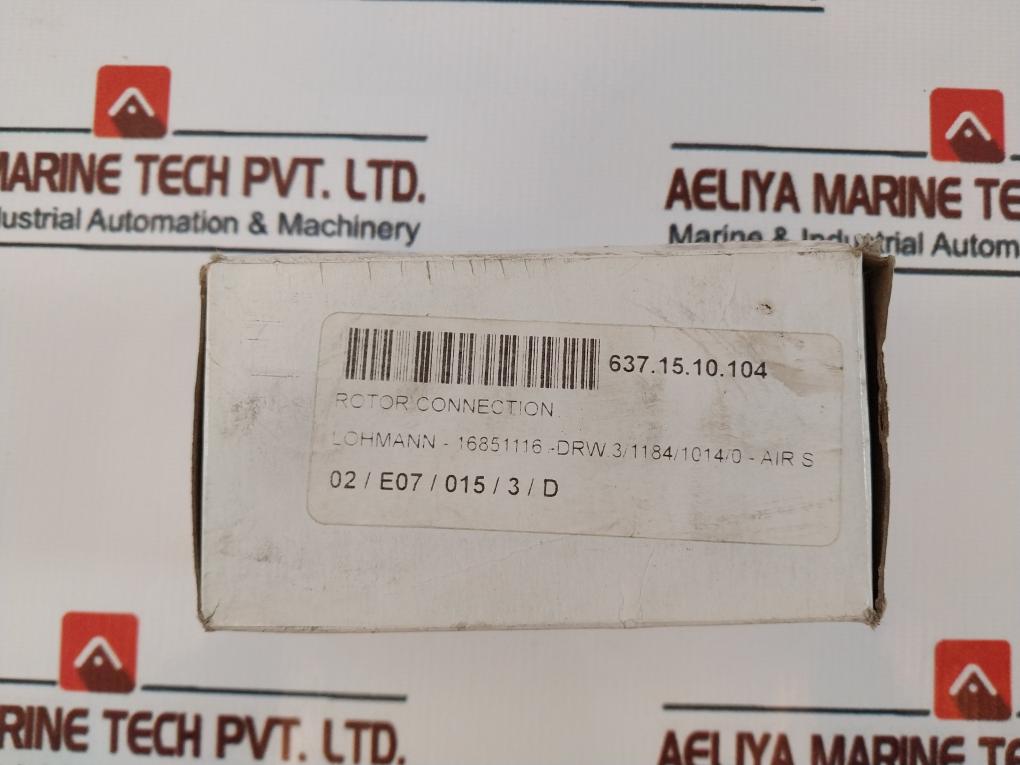 MARINE TECH PVT. LTD.
ustrial Automation & Machinery
AELIYA MARINE TE
Marine & Industrial Autom
637.15.10.104
ROTOR CONNECTION
LOHMANN - 16851116.-DRW.3/1184/1014/0 - AIR S
02 / E07 / 015 / 3 / D
RINE TECH PVT. LTD.
AELIYA MARINE TE